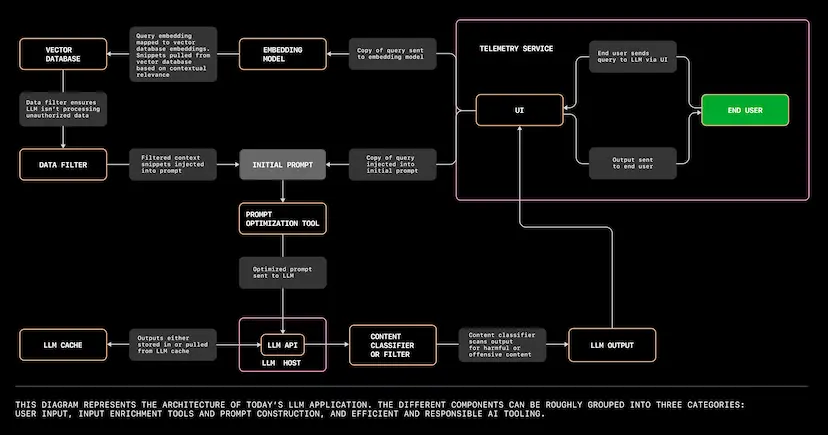 VECTOR
DATABASE
Query embedding
mapped to vector
database embeddings.
Snippets pulled from
vector database
based on contextual
relevance
EMBEDDING
MODEL
Copy of query sent
to embedding model
TELEMETRY SERVICE
End user sends
query to LLM via UI
UI
END USER
Output sent
to end user
Data filter ensures
LLM isn't processing
unauthorized data
DATA FILTER
Filtered context
snippets injected
into prompt
INITIAL PROMPT
Copy of query
injected into
initial prompt
PROMPT
OPTIMIZATION TOOL
Optimized prompt
sent to LLM
LLM CACHE
Outputs either
stored in or pulled
from LLM cache
LLM API
LLM HOST
CONTENT
CLASSIFIER
OR FILTER
Content classifier
scans output
for harmful or
offensive content
LLM OUTPUT
THIS DIAGRAM REPRESENTS THE ARCHITECTURE OF TODAY'S LLM APPLICATION. THE DIFFERENT COMPONENTS CAN BE ROUGHLY GROUPED INTO THREE CATEGORIES:
USER INPUT, INPUT ENRICHMENT TOOLS AND PROMPT CONSTRUCTION, AND EFFICIENT AND RESPONSIBLE AI TOOLING.